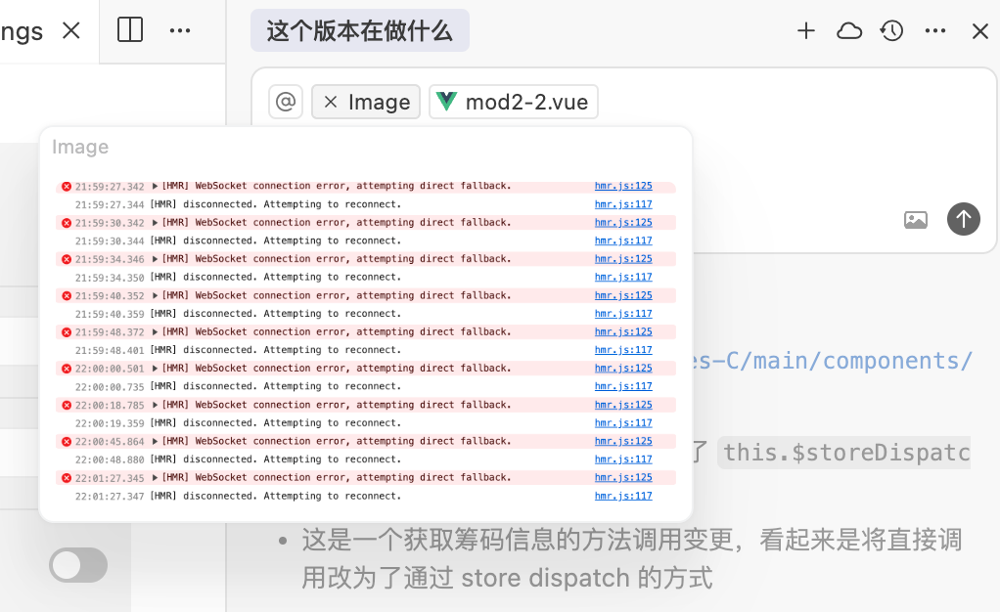 ngs
这个版本在做什么
@
Image
mod2-2.vue
Image
21:59:27.342 [HMR] WebSocket connection error, attempting direct fallback. hmr.js:125
21:59:27.344 [HMR] disconnected. Attempting to reconnect. hmr.js:117
21:59:30.342 [HMR] WebSocket connection error, attempting direct fallback. hmr.js:125
21:59:30.344 [HMR] disconnected. Attempting to reconnect. hmr.js:117
21:59:34.346 [HMR] WebSocket connection error, attempting direct fallback. hmr.js:125
21:59:34.350 [HMR] disconnected. Attempting to reconnect. hmr.js:117
21:59:40.352 [HMR] WebSocket connection error, attempting direct fallback. hmr.js:125
21:59:40.359 [HMR] disconnected. Attempting to reconnect. hmr.js:117
21:59:48.372 [HMR] WebSocket connection error, attempting direct fallback. hmr.js:125
21:59:48.401 [HMR] disconnected. Attempting to reconnect. hmr.js:117
22:00:00.501 [HMR] WebSocket connection error, attempting direct fallback. hmr.js:125
22:00:00.735 [HMR] disconnected. Attempting to reconnect. hmr.js:117
22:00:18.785 [HMR] WebSocket connection error, attempting direct fallback. hmr.js:125
22:00:19.359 [HMR] disconnected. Attempting to reconnect. hmr.js:117
22:00:45.864 [HMR] WebSocket connection error, attempting direct fallback. hmr.js:125
22:00:48.880 [HMR] disconnected. Attempting to reconnect. hmr.js:117
22:01:27.345 [HMR] WebSocket connection error, attempting direct fallback. hmr.js:125
22:01:27.347 [HMR] disconnected. Attempting to reconnect. hmr.js:117
es-C/main/components/
了 this.$storeDispatc
• 这是一个获取筹码信息的方法调用变更，看起来是将直接调
用改为了通过 store dispatch 的方式